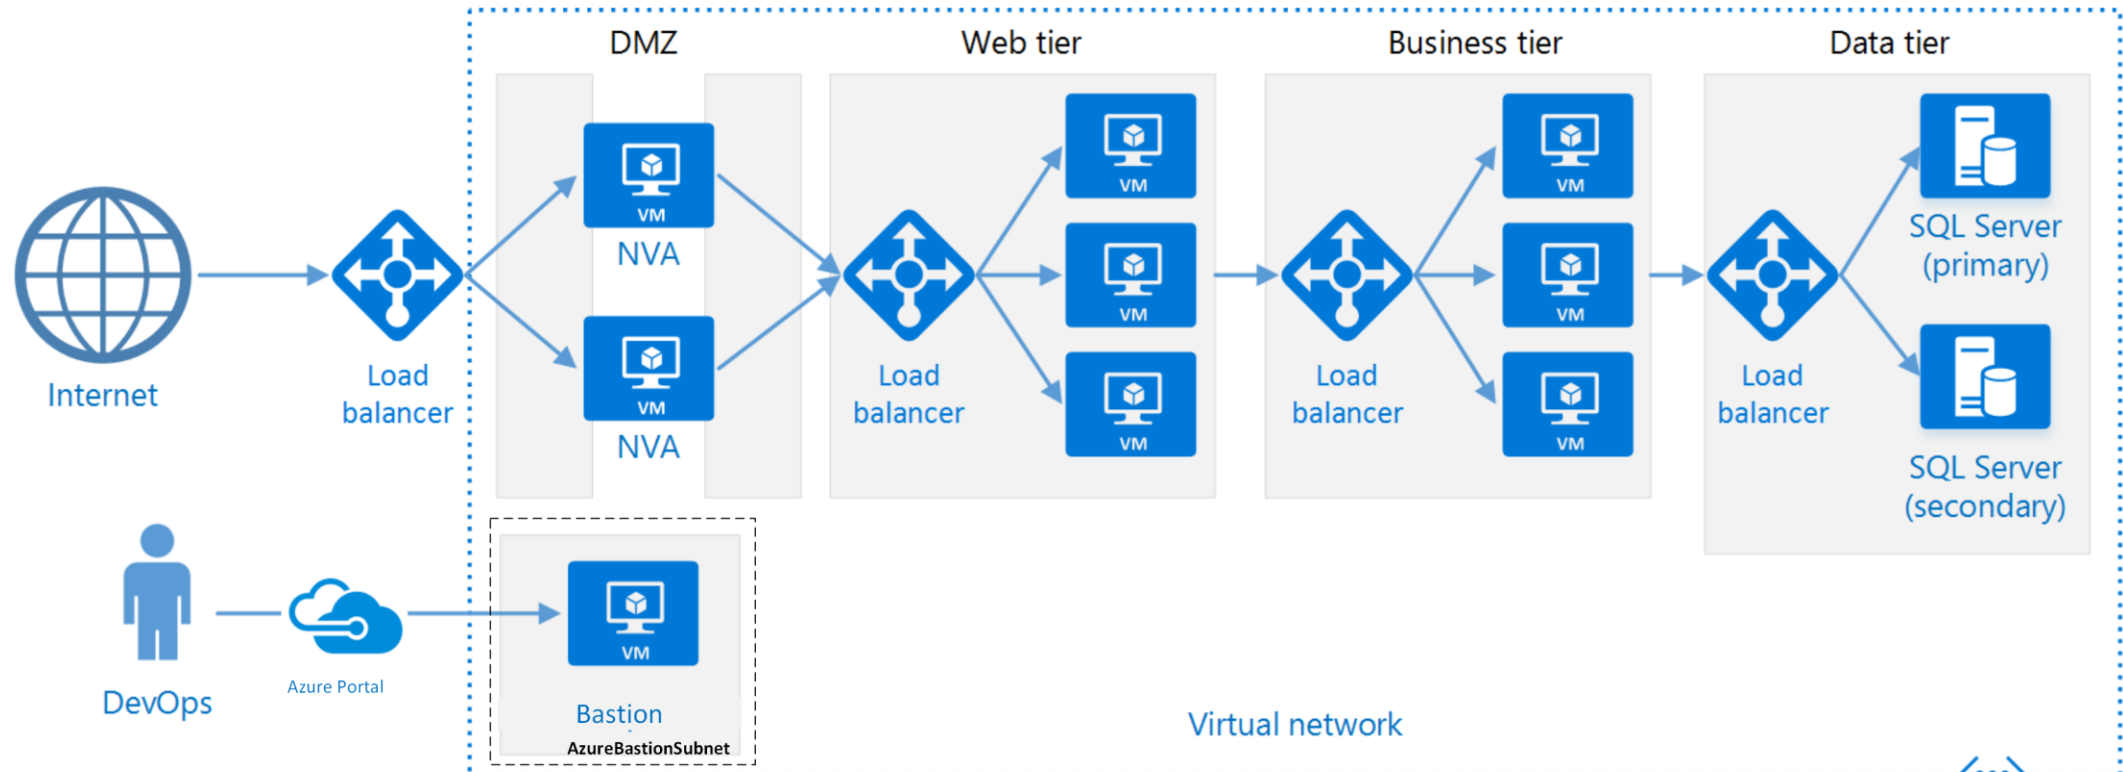 DMZ
Web tier
Business tier
Data tier
VM
NVA
VM
NVA
VM
VM
VM
VM
VM
VM
SQL Server
(primary)
SQL Server
(secondary)
Internet
Load
balancer
Load
balancer
Load
balancer
Load
balancer
DevOps
Azure Portal
VM
Bastion
AzureBastionSubnet
Virtual network